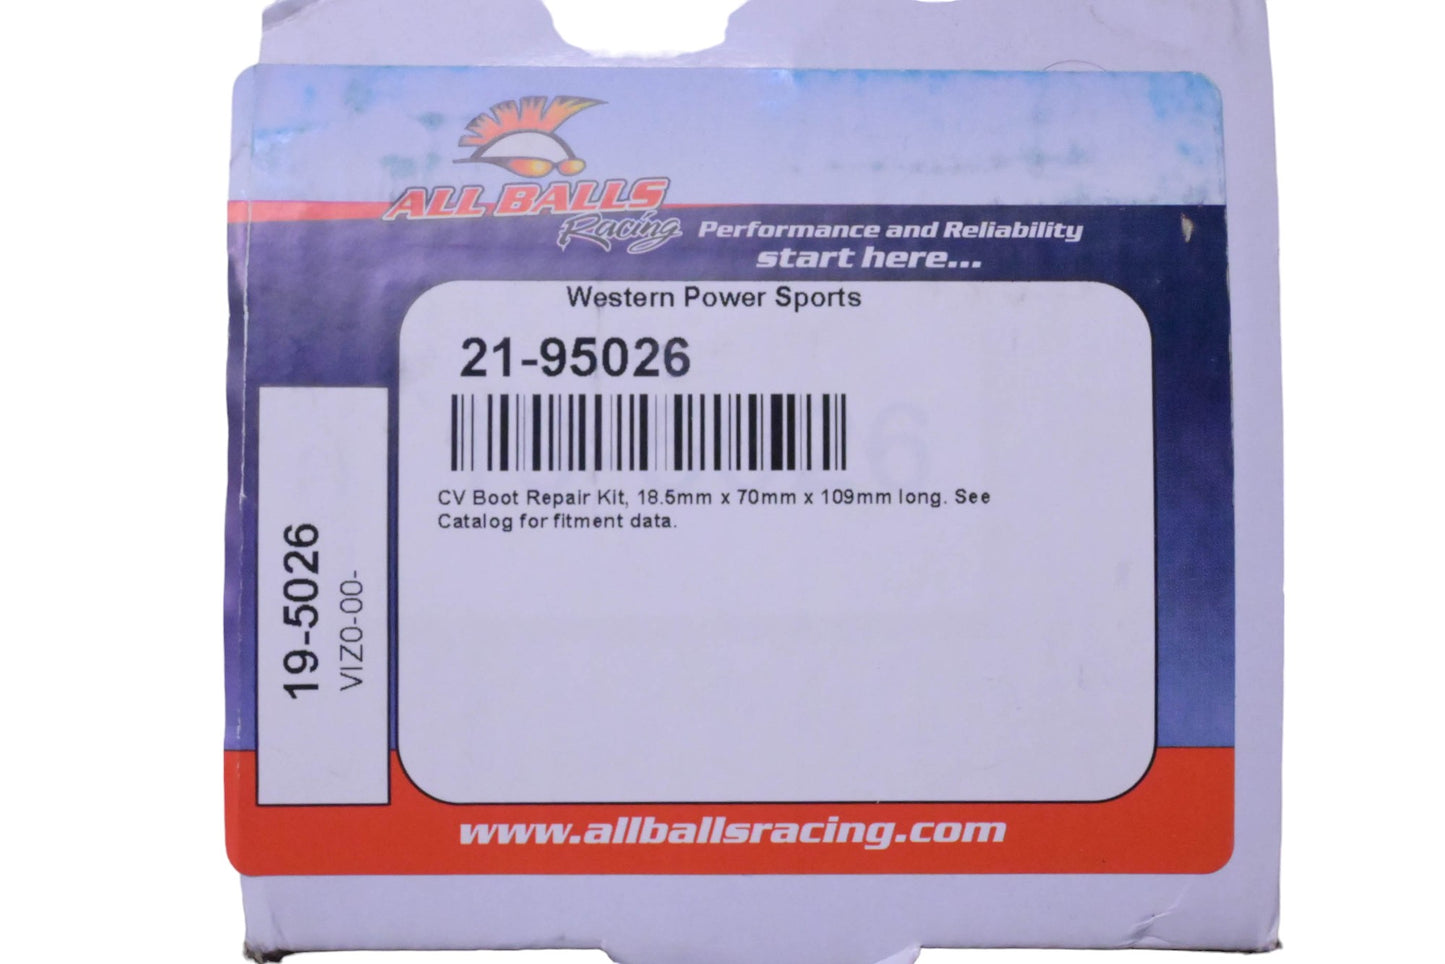 ALL BALLS
Racing
Performance and Reliability
start here...
Western Power Sports
21-95026
CV Boot Repair Kit, 18.5mm x 70mm x 109mm long. See
Catalog for fitment data.
19-5026
VIZ0-00-
www.allballsracing.com